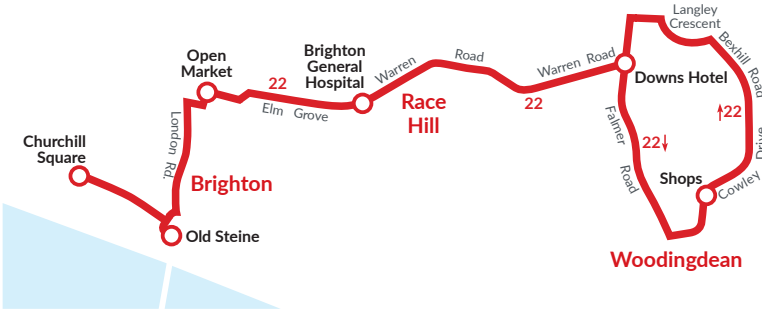 Langley
Crescent
Bexhill Road
Open
Market
Brighton
General
Hospital
Warren
Road
Warren Road
Downs Hotel
22
Elm Grove
Race
Hill
22
Falmer
Road
22
22
Drive
Cowley
London Rd.
Churchill
Square
Brighton
Shops
Old Steine
Woodingdean